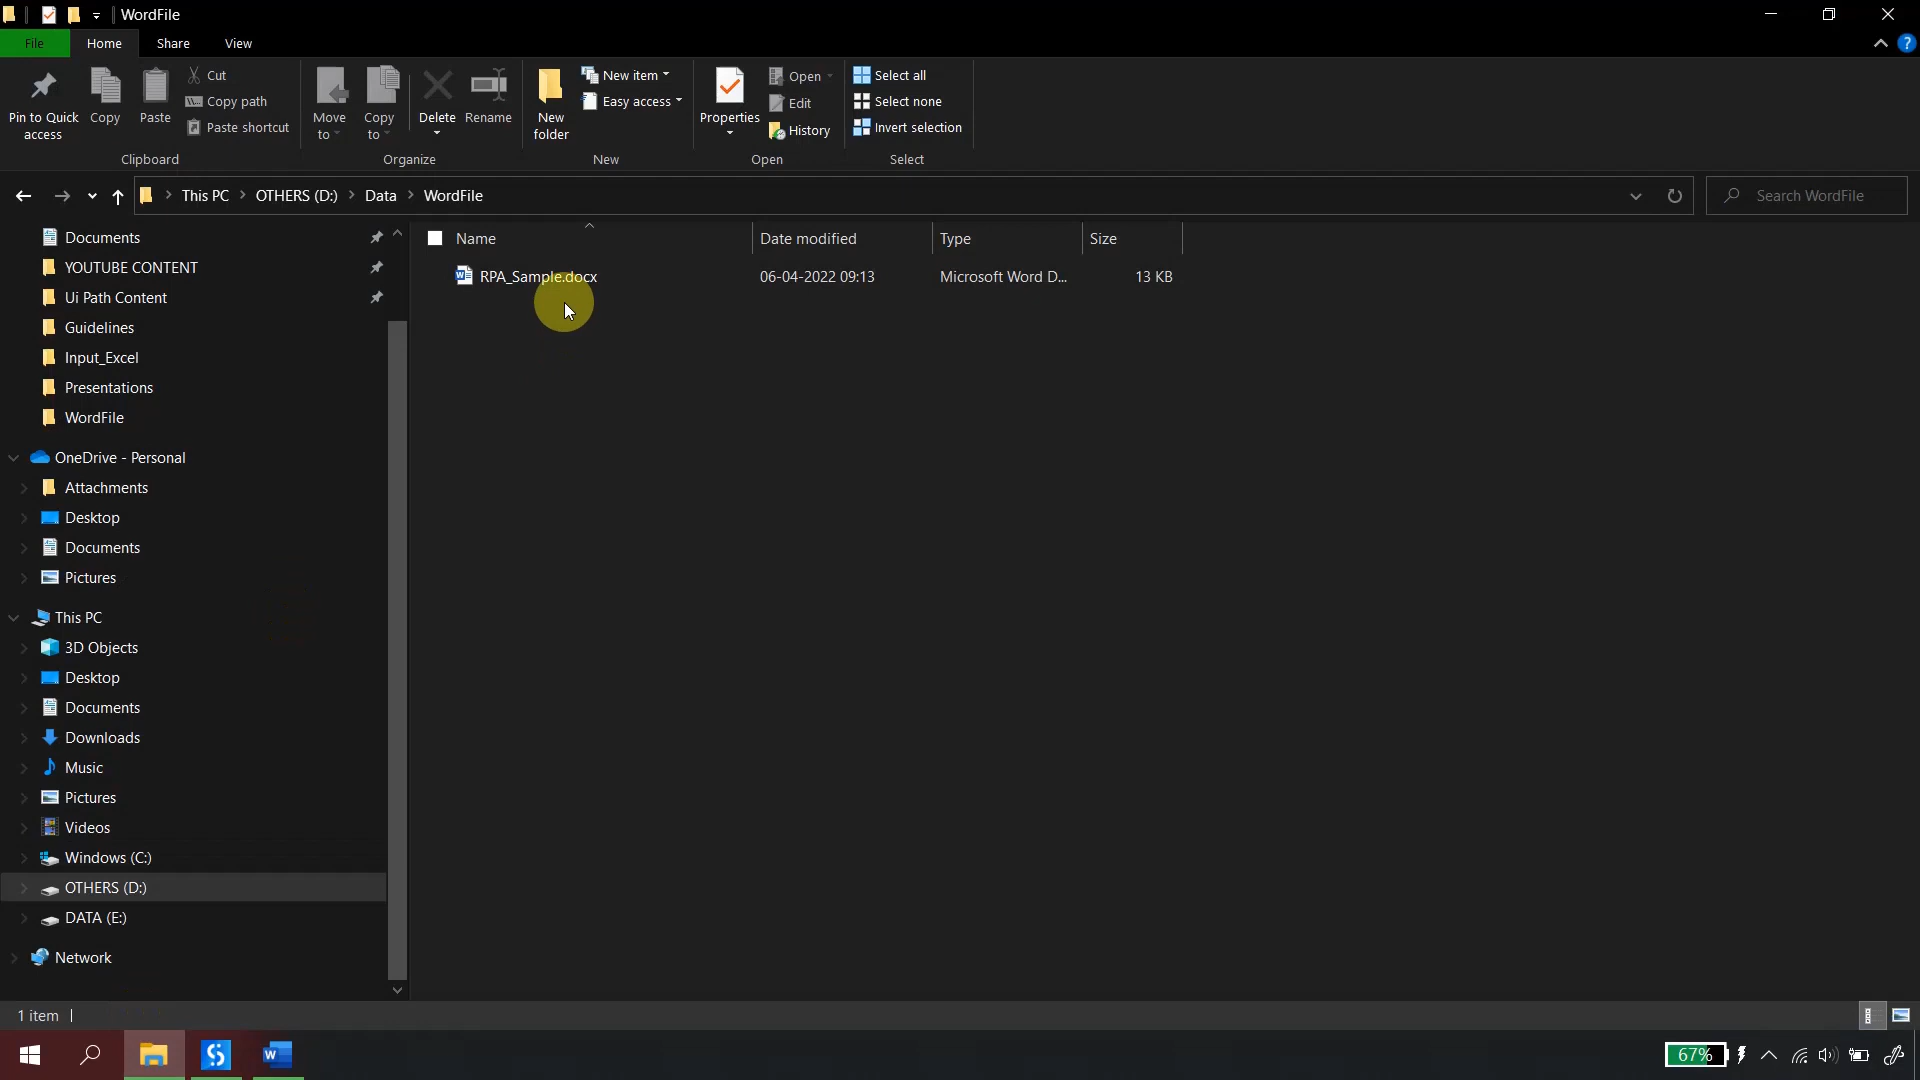 WordFile
File Home Share View
Pin to Quick access
Copy
Paste
Cut
Copy path
Paste shortcut
Clipboard
Move to
Copy to
Delete
Rename
Organize
New folder
New item
Easy access
New
Properties
Open
Edit
History
Open
Select all
Select none
Invert selection
Select
This PC OTHERS (D:) Data WordFile
Search WordFile
Name Date modified Type Size
RPA_Sample.docx 06-04-2022 09:13 Microsoft Word D... 13 KB
Documents
YOUTUBE CONTENT
Ui Path Content
Guidelines
Input_Excel
Presentations
WordFile
OneDrive - Personal
Attachments
Desktop
Documents
Pictures
This PC
3D Objects
Desktop
Documents
Downloads
Music
Pictures
Videos
Windows (C:)
OTHERS (D:)
DATA (E:)
Network
1 item
67%